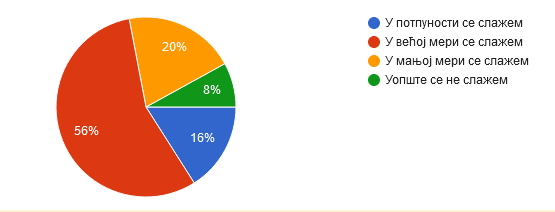 20%
8%
56%
16%
У потпуности се слажем
У већој мери се слажем
У мањој мери се слажем
Уопште се не слажем